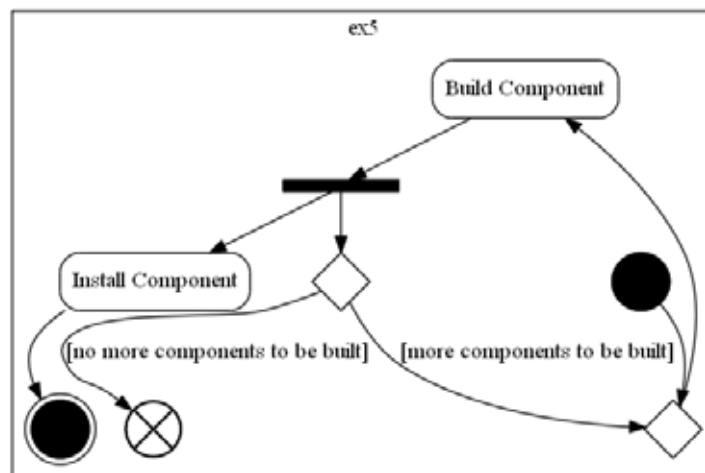 ex5
Build Component
Install Component
[no more components to be built]
[more components to be built]